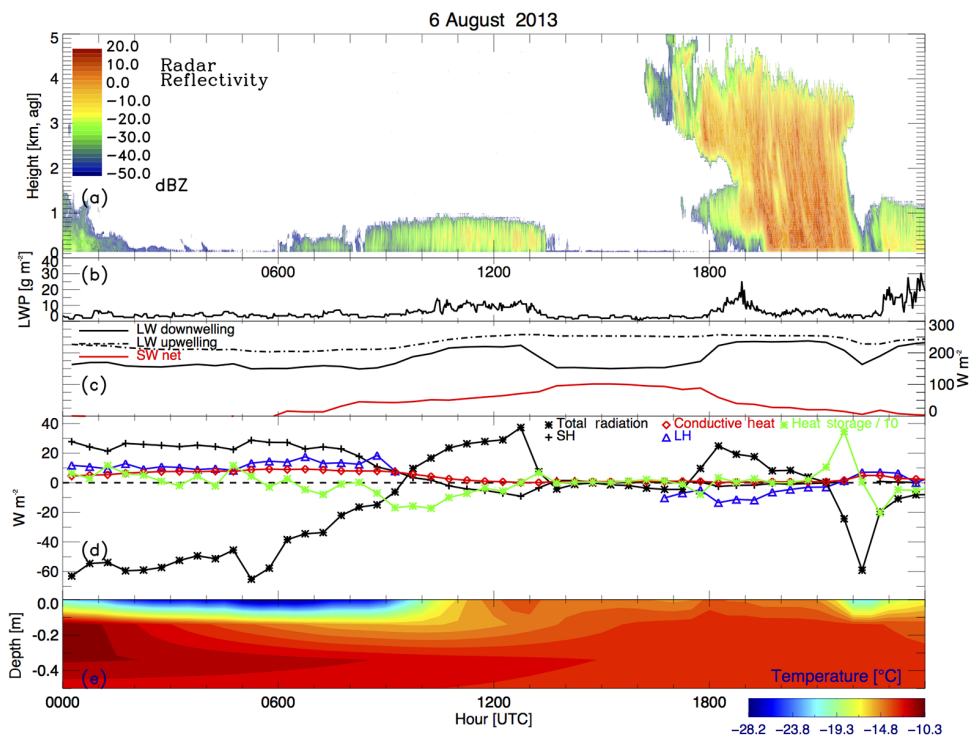 6 August 2013
Radar
Reflectivity
20.0
10.0
0.0
-10.0
-20.0
-30.0
-40.0
-50.0
dBZ
Height [km, agl]
5
4
3
2
1
0
(a)
0600
1200
1800
LWP [g m⁻²]
40
30
20
10
0
(b)
LW downwelling
LW upwelling
SW net
(c)
300
200
100
0
W m⁻²
W m²
40
20
0
-20
-40
-60
Total radiation
SH
Conductive heat
LH
Heat storage / 10
(d)
Depth [m]
0.0
-0.2
-0.4
(e)
Temperature [°C]
0000
0600
1200
1800
Hour [UTC]
-28.2
-23.8
-19.3
-14.8
-10.3